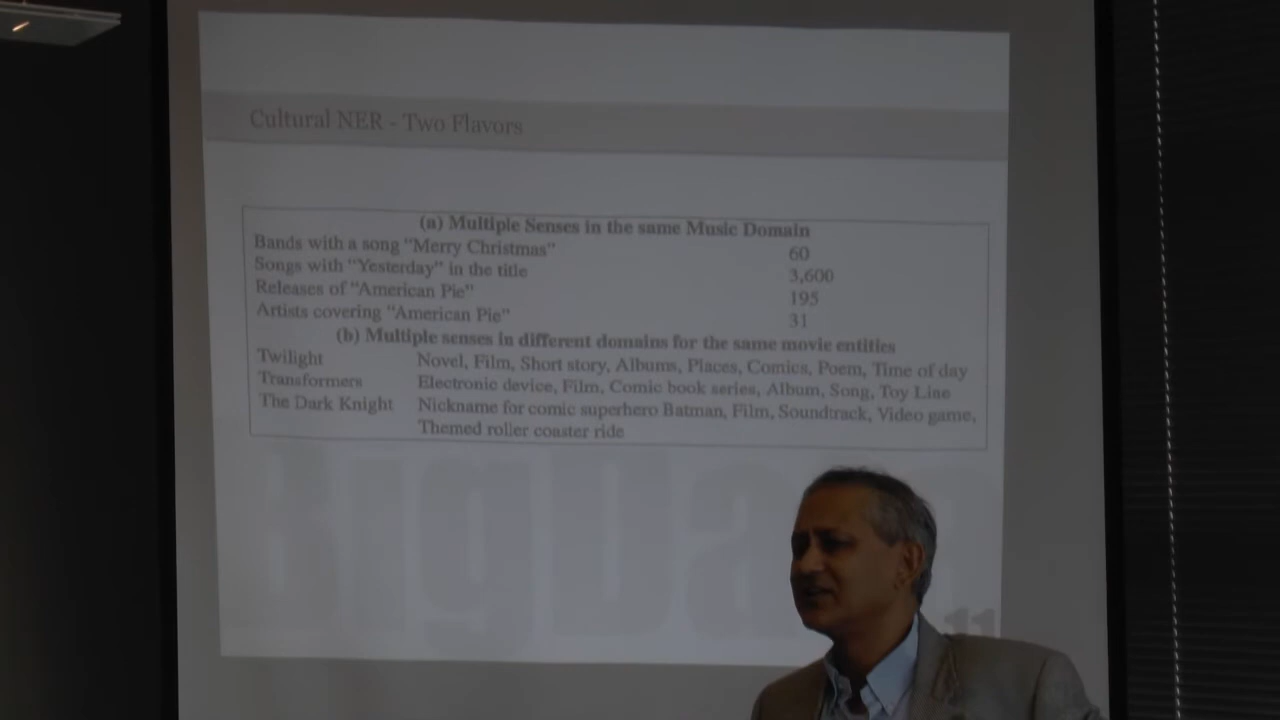 Cultural NER - Two Flavors
(a) Multiple Senses in the same Music Domain
Bands with a song "Merry Christmas" 60
Songs with "Yesterday" in the title 3,600
Releases of "American Pie" 195
Artists covering "American Pie" 31
(b) Multiple senses in different domains for the same movie entities
Twilight Novel, Film, Short story, Albums, Places, Comics, Poem, Time of day
Transformers Electronic device, Film, Comic book series, Album, Song, Toy Line
The Dark Knight Nickname for comic superhero Batman, Film, Soundtrack, Video game,
Themed roller coaster ride
BigDa
11